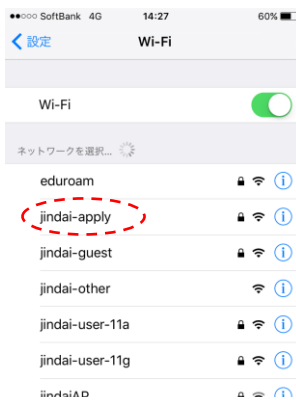 SoftBank 4G 14:27 60%
設定 Wi-Fi
Wi-Fi
ネットワークを選択...
eduroam
jindai-apply
jindai-guest
jindai-other
jindai-user-11a
jindai-user-11g
jindaiAP